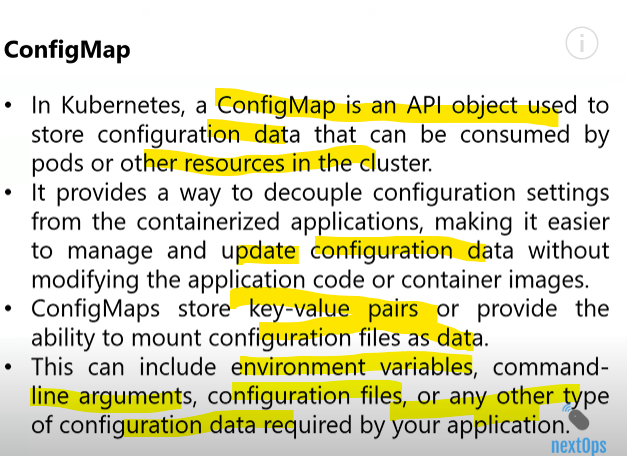 ConfigMap
i
• In Kubernetes, a ConfigMap is an API object used to
store configuration data that can be consumed by
pods or other resources in the cluster.
• It provides a way to decouple configuration settings
from the containerized applications, making it easier
to manage and update configuration data without
modifying the application code or container images.
• ConfigMaps store key-value pairs or provide the
ability to mount configuration files as data.
• This can include environment variables, command-
line arguments, configuration files, or any other type
of configuration data required by your application.
nextOps